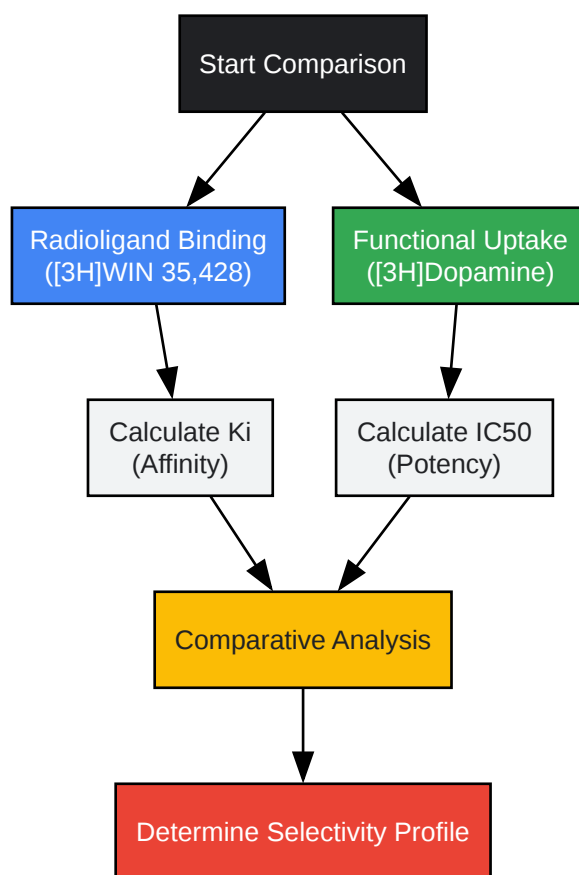 Start Comparison
Radioligand Binding
([3H]WIN 35,428)
Functional Uptake
([3H]Dopamine)
Calculate Ki
(Affinity)
Calculate IC50
(Potency)
Comparative Analysis
Determine Selectivity Profile